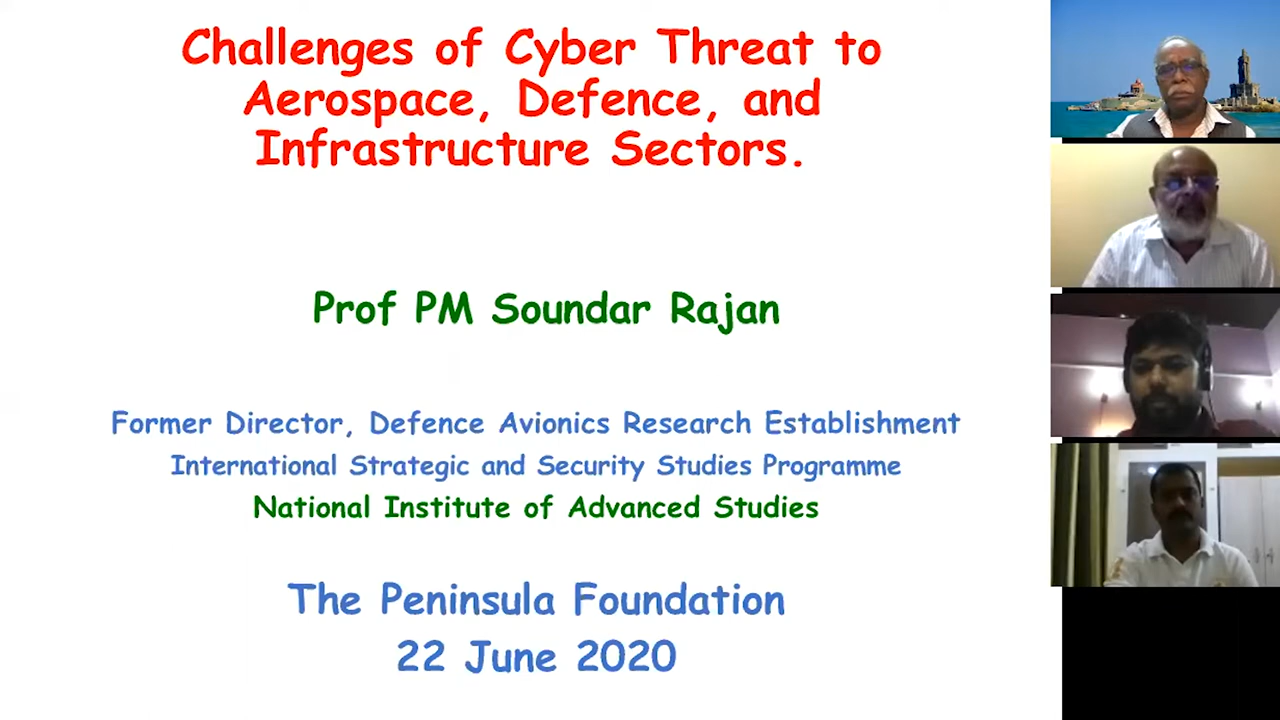 Challenges of Cyber Threat to
Aerospace, Defence, and
Infrastructure Sectors.
Prof PM Soundar Rajan
Former Director, Defence Avionics Research Establishment
International Strategic and Security Studies Programme
National Institute of Advanced Studies
The Peninsula Foundation
22 June 2020